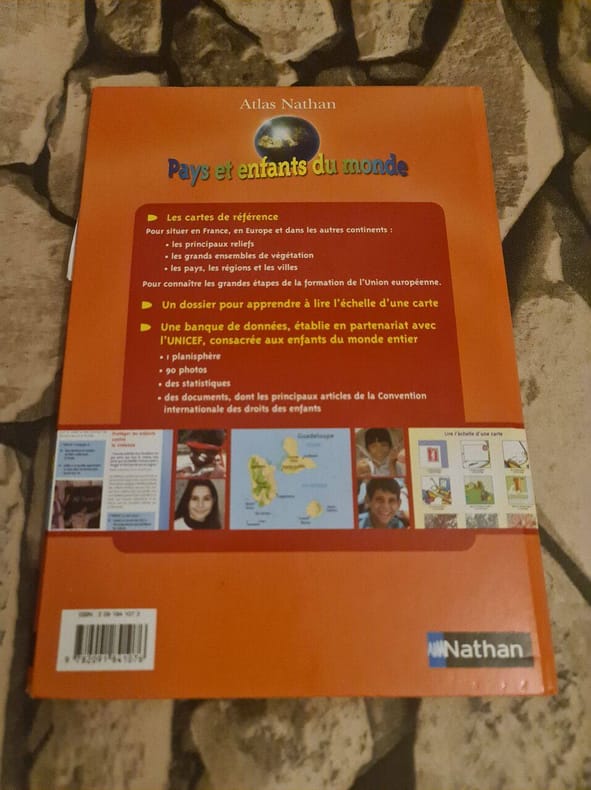 Atlas Nathan
Pays et enfants du monde
Les cartes de référence
Pour situer en France, en Europe et dans les autres continents :
• les principaux reliefs
• les grands ensembles de végétation
• les pays, les régions et les villes
Pour connaître les grandes étapes de la formation de l'Union européenne.
Un dossier pour apprendre à lire l'échelle d'une carte
Une banque de données, établie en partenariat avec
l'UNICEF, consacrée aux enfants du monde entier
• 1 planisphère
• 90 photos
• des statistiques
• des documents, dont les principaux articles de la Convention
internationale des droits des enfants
Guadeloupe
Lire l'échelle d'une carte
Nathan